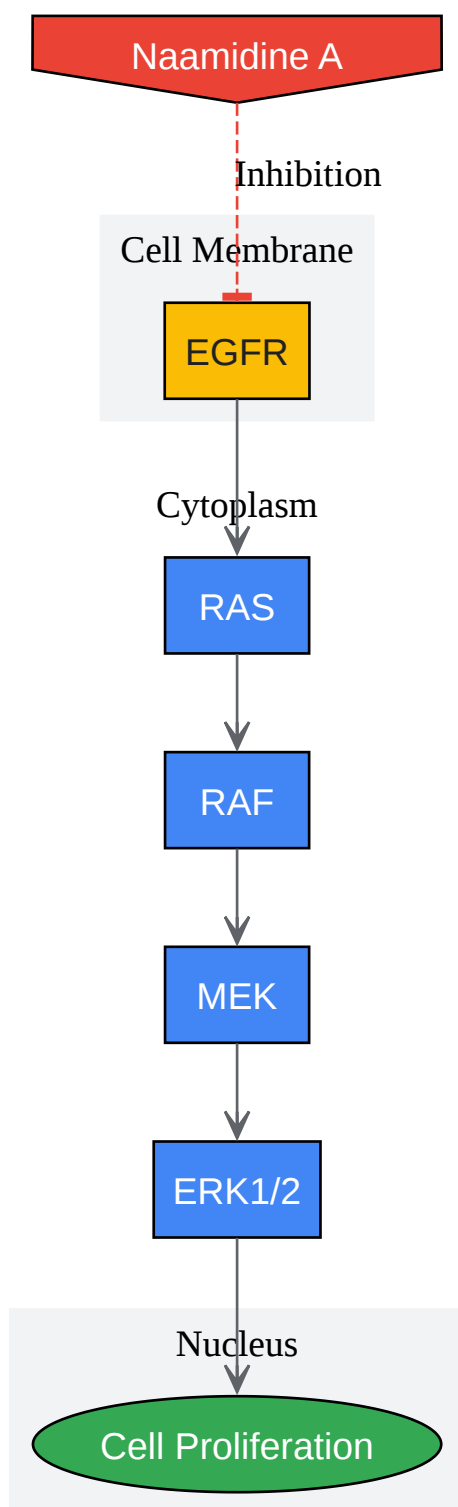 Naamidine A
Inhibition
Cell Membrane
EGFR
Cytoplasm
RAS
RAF
MEK
ERK1/2
Nucleus
Cell Proliferation